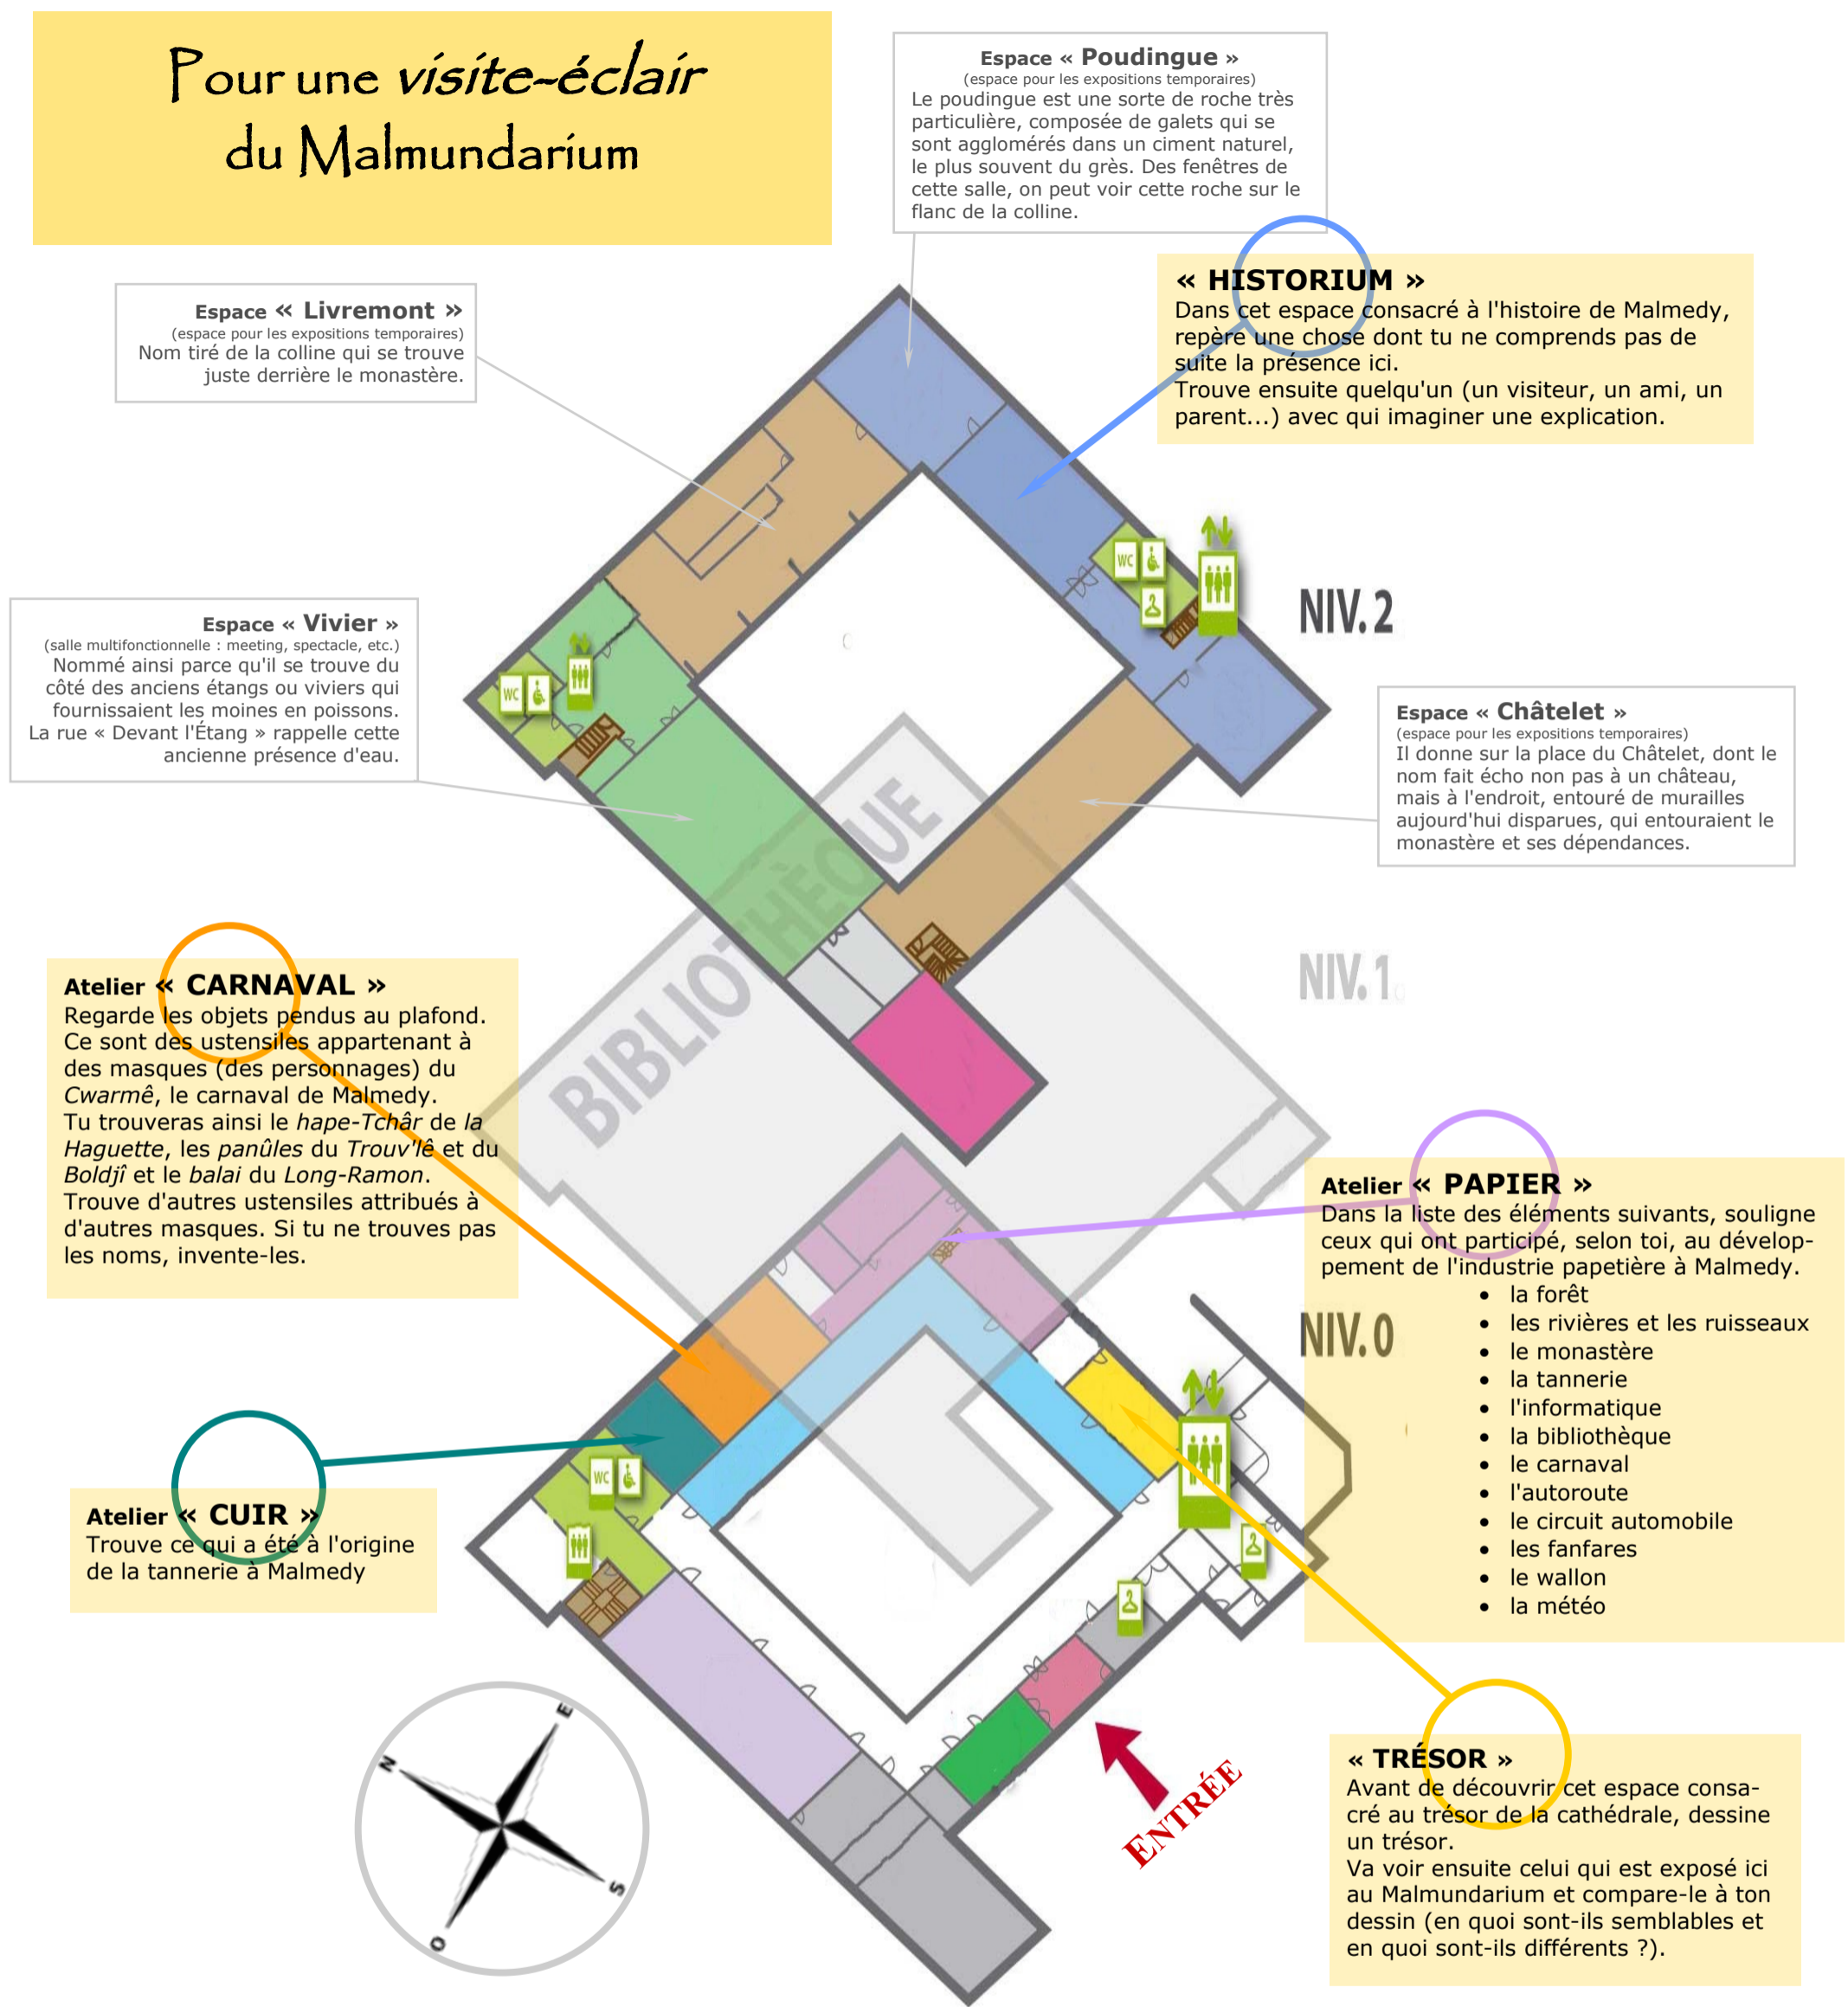 Pour une visite-éclair
du Malmundarium
Espace « Poudingue »
(espace pour les expositions temporaires)
Le poudingue est une sorte de roche très
particulière, composée de galets qui se
sont agglomérés dans un ciment naturel,
le plus souvent du grès. Des fenêtres de
cette salle, on peut voir cette roche sur le
flanc de la colline.
« HISTORIUM »
Dans cet espace consacré à l'histoire de Malmedy,
repère une chose dont tu ne comprends pas de
suite la présence ici.
Trouve ensuite quelqu'un (un visiteur, un ami, un
parent...) avec qui imaginer une explication.
Espace « Livremont »
(espace pour les expositions temporaires)
Nom tiré de la colline qui se trouve
juste derrière le monastère.
WC
NIV. 2
Espace « Vivier »
(salle multifonctionnelle : meeting, spectacle, etc.)
Nommé ainsi parce qu'il se trouve du
côté des anciens étangs ou viviers qui
fournissaient les moines en poissons.
La rue « Devant l'Étang » rappelle cette
ancienne présence d'eau.
WC
Espace « Châtelet »
(espace pour les expositions temporaires)
Il donne sur la place du Châtelet, dont le
nom fait écho non pas à un château,
mais à l'endroit, entouré de murailles
aujourd'hui disparues, qui entouraient le
monastère et ses dépendances.
BIBLIOTHÈQUE
NIV. 1
Atelier « CARNAVAL »
Regarde les objets pendus au plafond.
Ce sont des ustensiles appartenant à
des masques (des personnages) du
Cwarmê, le carnaval de Malmedy.
Tu trouveras ainsi le hape-Tchâr de la
Haguette, les panûles du Trouv'lê et du
Boldjî et le balai du Long-Ramon.
Trouve d'autres ustensiles attribués à
d'autres masques. Si tu ne trouves pas
les noms, invente-les.
Atelier « PAPIER »
Dans la liste des éléments suivants, souligne
ceux qui ont participé, selon toi, au dévelop-
pement de l'industrie papetière à Malmedy.
• la forêt
• les rivières et les ruisseaux
• le monastère
• la tannerie
• l'informatique
• la bibliothèque
• le carnaval
• l'autoroute
• le circuit automobile
• les fanfares
• le wallon
• la météo
NIV. 0
Atelier « CUIR »
Trouve ce qui a été à l'origine
de la tannerie à Malmedy
WC
ENTRÉE
N
E
S
O
« TRÉSOR »
Avant de découvrir cet espace consa-
cré au trésor de la cathédrale, dessine
un trésor.
Va voir ensuite celui qui est exposé ici
au Malmundarium et compare-le à ton
dessin (en quoi sont-ils semblables et
en quoi sont-ils différents ?).